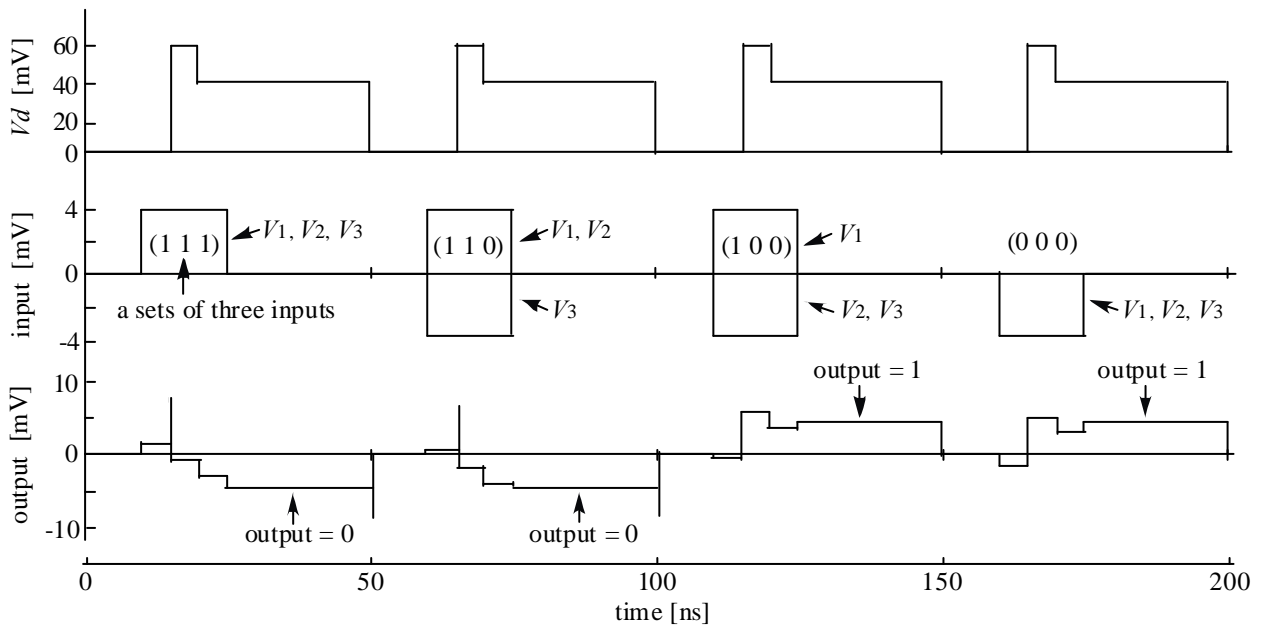 Vd [mV]
60
40
20
0
input [mV]
4
0
-4
(1 1 1)
V1, V2, V3
a sets of three inputs
(1 1 0)
V1, V2
V3
(1 0 0)
V1
V2, V3
(0 0 0)
V1, V2, V3
output [mV]
10
0
-10
output = 0
output = 0
output = 1
output = 1
0
50
100
150
200
time [ns]